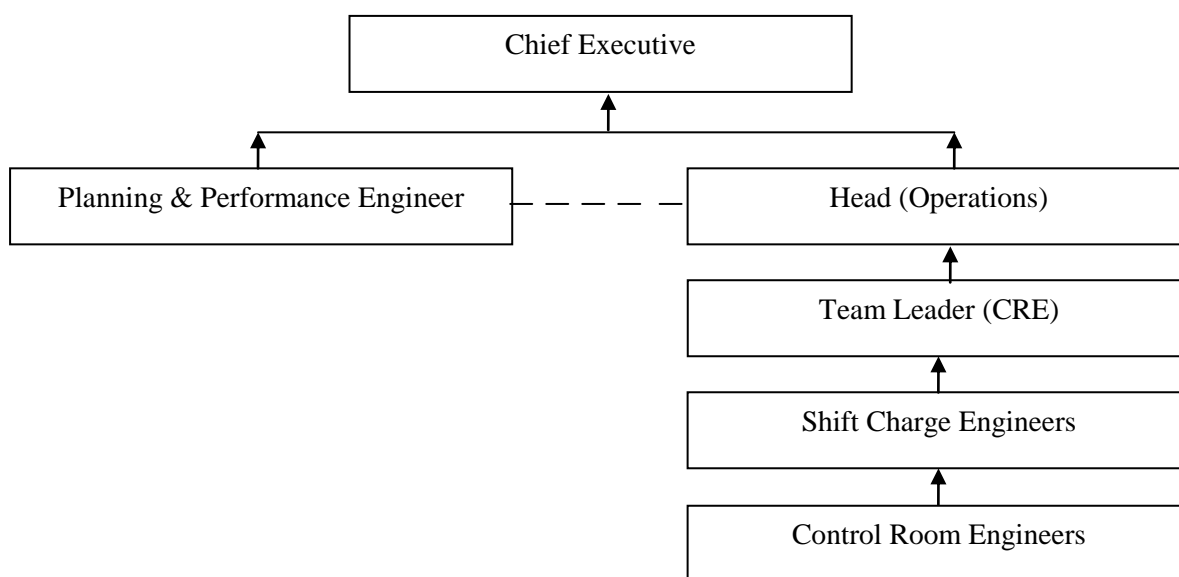 Chief Executive
Planning & Performance Engineer
Head (Operations)
Team Leader (CRE)
Shift Charge Engineers
Control Room Engineers